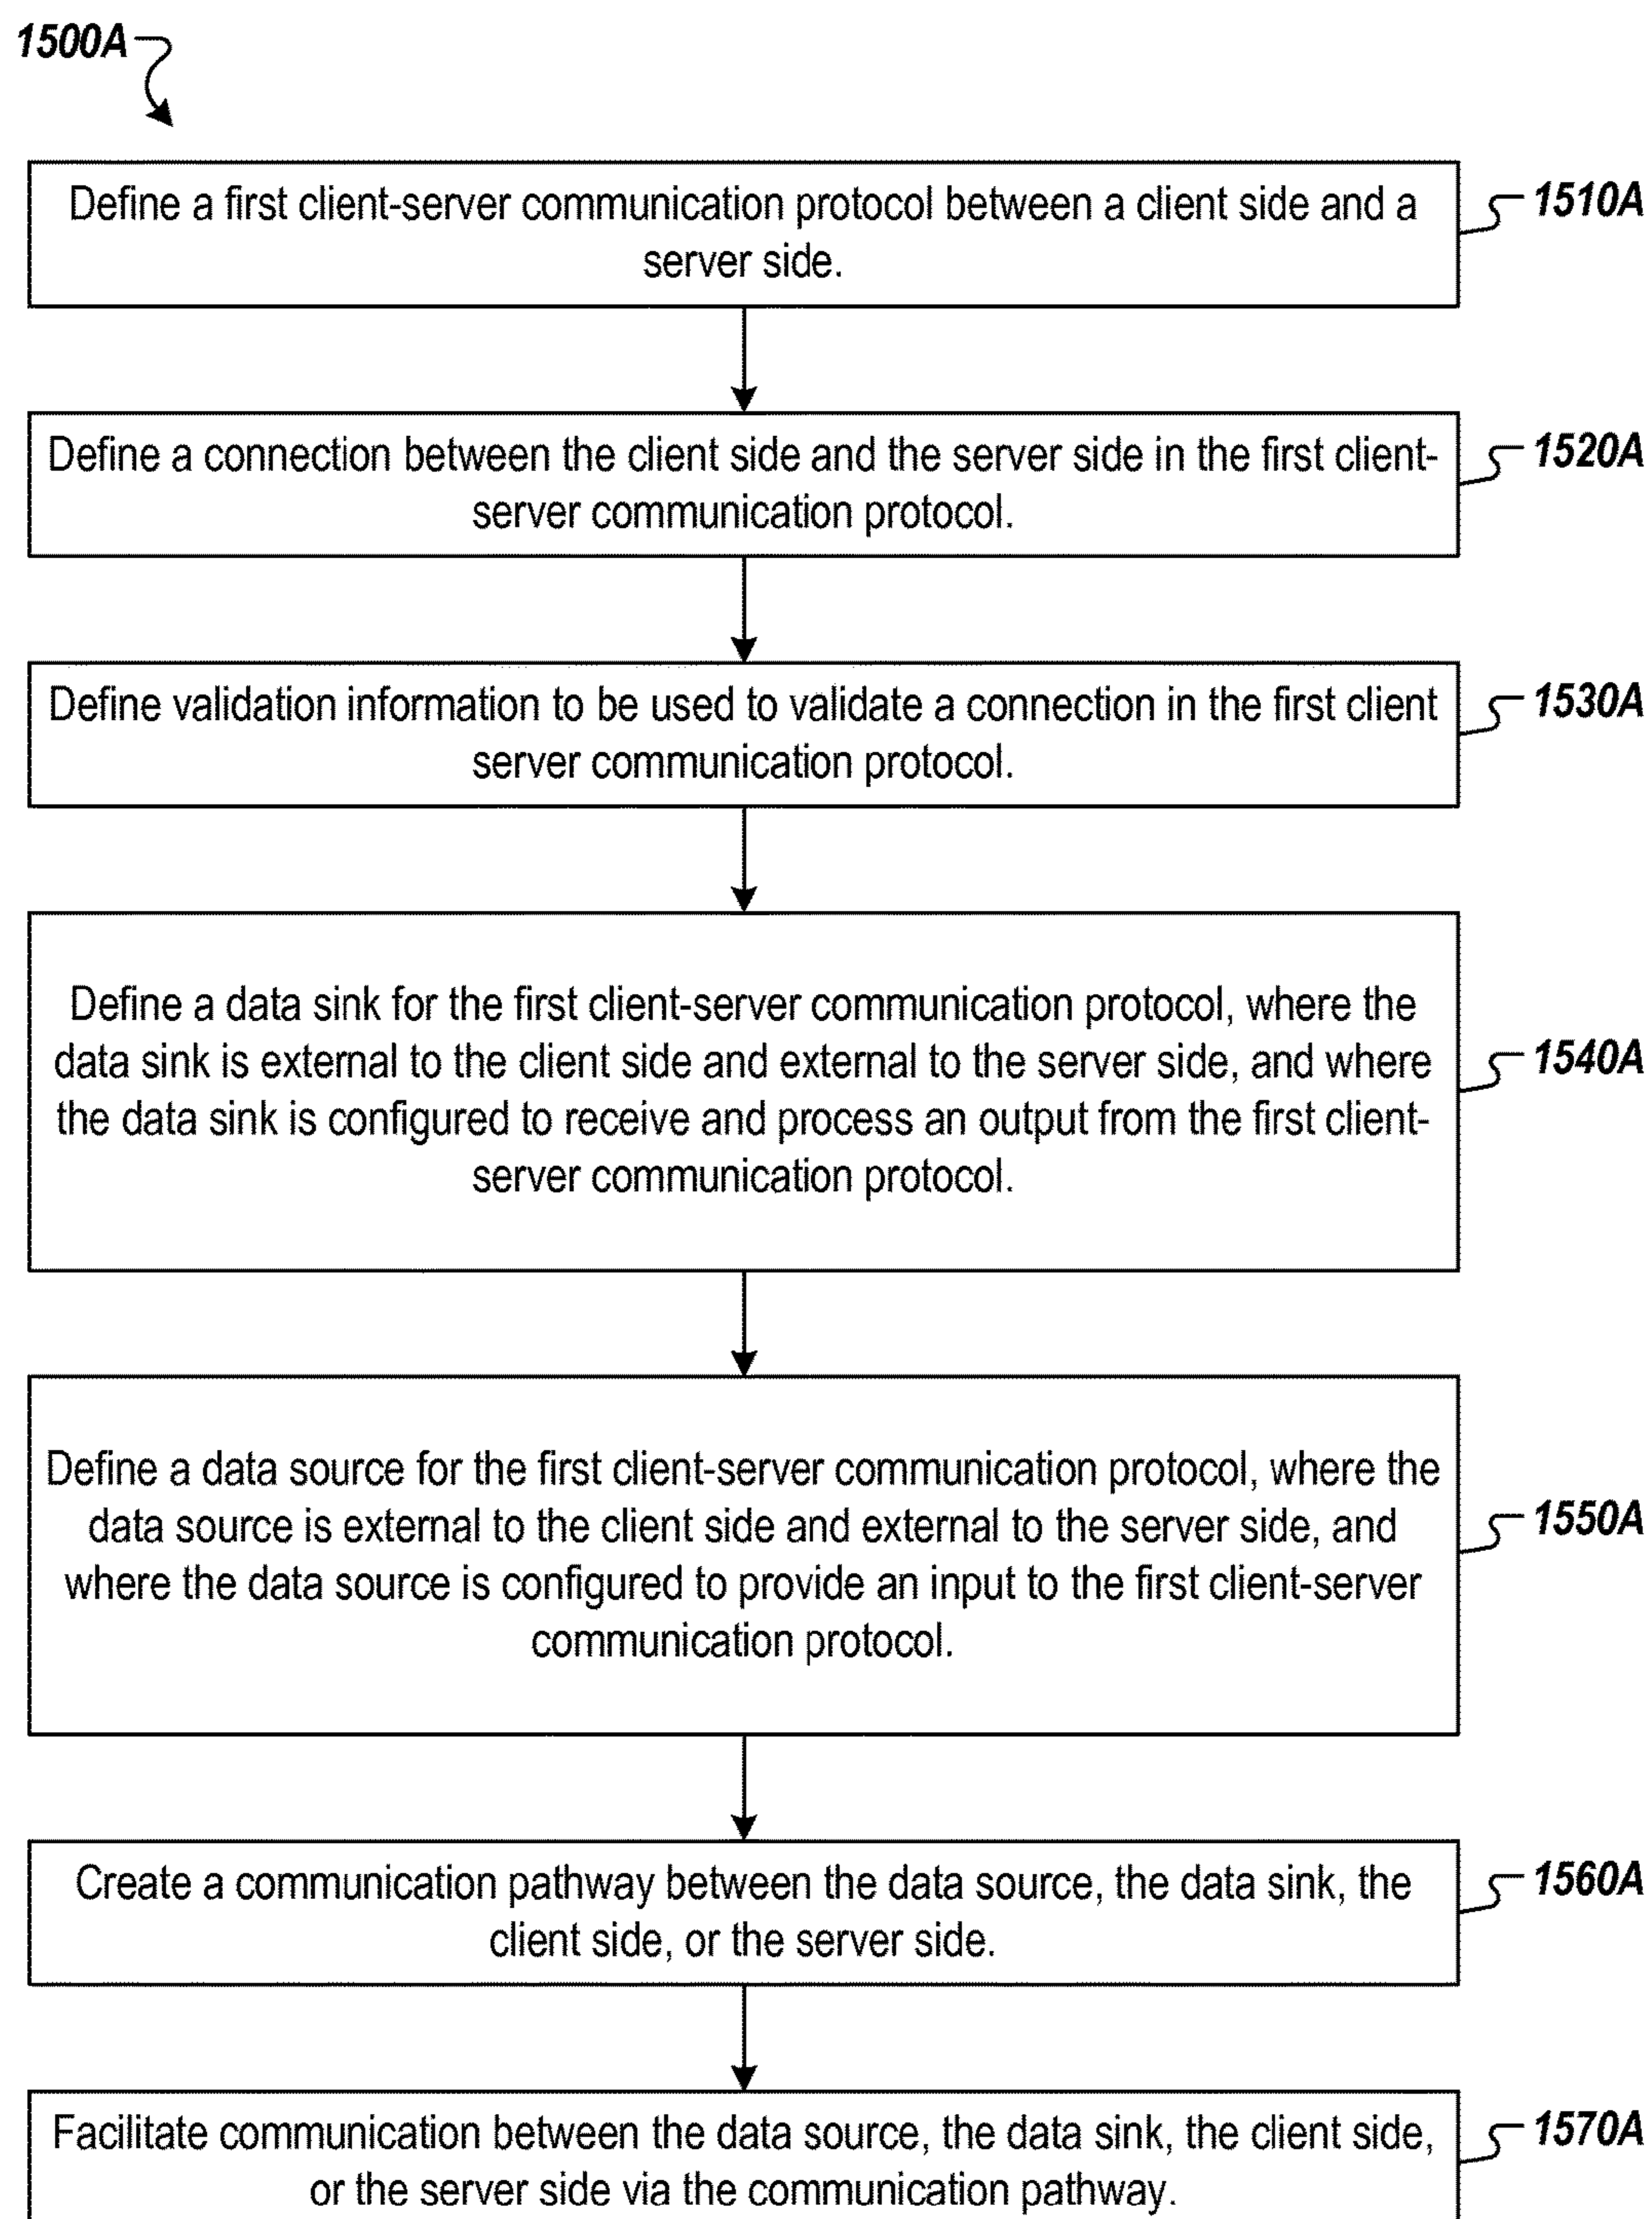 1500A
Define a first client-server communication protocol between a client side and a
server side.
1510A
Define a connection between the client side and the server side in the first client-
server communication protocol.
1520A
Define validation information to be used to validate a connection in the first client
server communication protocol.
1530A
Define a data sink for the first client-server communication protocol, where the
data sink is external to the client side and external to the server side, and where
the data sink is configured to receive and process an output from the first client-
server communication protocol.
1540A
Define a data source for the first client-server communication protocol, where the
data source is external to the client side and external to the server side, and
where the data source is configured to provide an input to the first client-server
communication protocol.
1550A
Create a communication pathway between the data source, the data sink, the
client side, or the server side.
1560A
Facilitate communication between the data source, the data sink, the client side,
or the server side via the communication pathway.
1570A